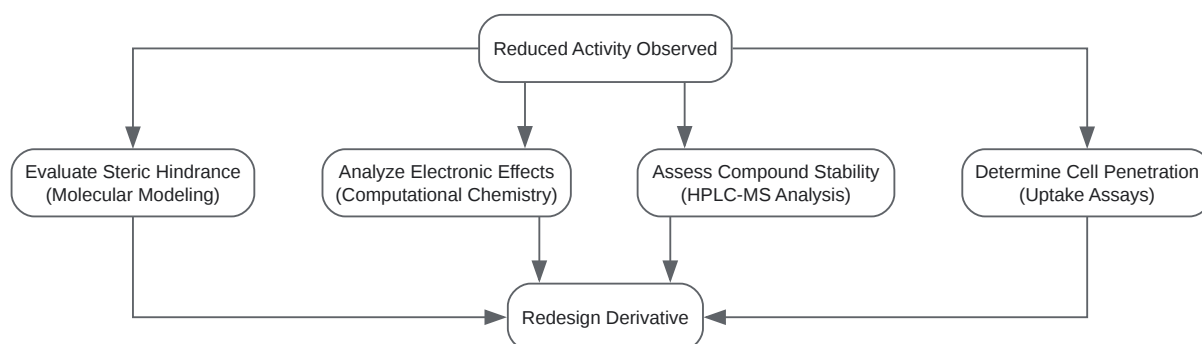 Reduced Activity Observed
Evaluate Steric Hindrance
(Molecular Modeling)
Analyze Electronic Effects
(Computational Chemistry)
Assess Compound Stability
(HPLC-MS Analysis)
Determine Cell Penetration
(Uptake Assays)
Redesign Derivative